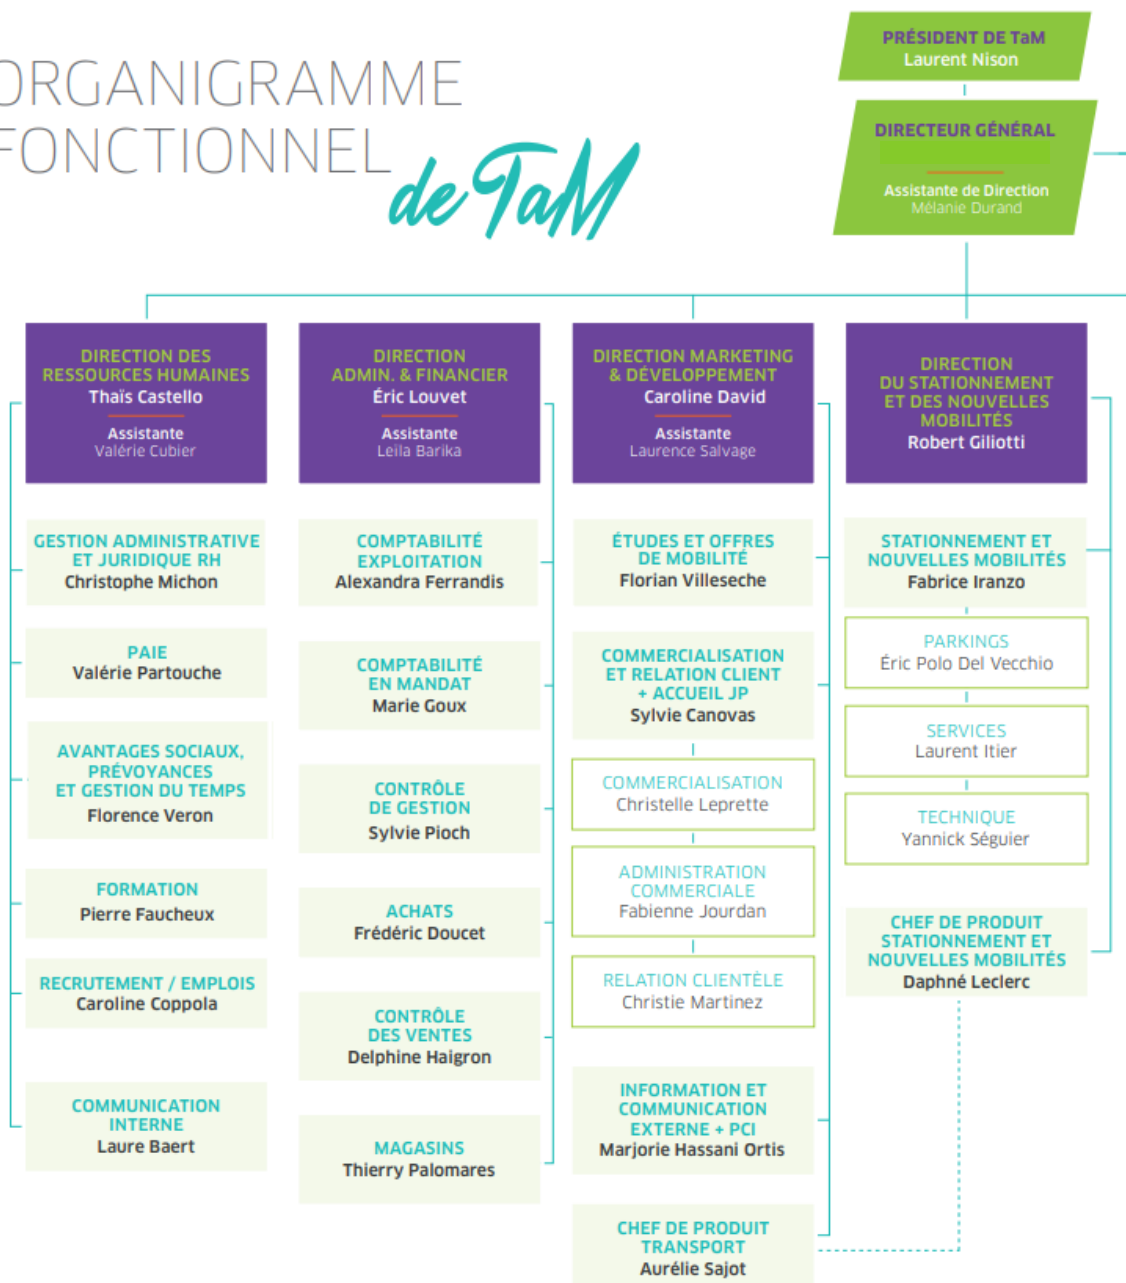 ORGANIGRAMME
FONCTIONNEL
de TaM
PRÉSIDENT DE TaM
Laurent Nison
DIRECTEUR GÉNÉRAL
Assistante de Direction
Mélanie Durand
DIRECTION DES
RESSOURCES HUMAINES
Thaïs Castello
Assistante
Valérie Cubier
GESTION ADMINISTRATIVE
ET JURIDIQUE RH
Christophe Michon
PAIE
Valérie Partouche
AVANTAGES SOCIAUX,
PRÉVOYANCES
ET GESTION DU TEMPS
Florence Veron
FORMATION
Pierre Faucheux
RECRUTEMENT / EMPLOIS
Caroline Coppola
COMMUNICATION
INTERNE
Laure Baert
DIRECTION
ADMIN. & FINANCIER
Éric Louvet
Assistante
Leïla Barika
COMPTABILITÉ
EXPLOITATION
Alexandra Ferrandis
COMPTABILITÉ
EN MANDAT
Marie Goux
CONTRÔLE
DE GESTION
Sylvie Pioch
ACHATS
Frédéric Doucet
CONTRÔLE
DES VENTES
Delphine Haigron
MAGASINS
Thierry Palomares
DIRECTION MARKETING
& DÉVELOPPEMENT
Caroline David
Assistante
Laurence Salvage
ÉTUDES ET OFFRES
DE MOBILITÉ
Florian Villeseche
COMMERCIALISATION
ET RELATION CLIENT
+ ACCUEIL JP
Sylvie Canovas
COMMERCIALISATION
Christelle Leprette
ADMINISTRATION
COMMERCIALE
Fabienne Jourdan
RELATION CLIENTÈLE
Christie Martinez
INFORMATION ET
COMMUNICATION
EXTERNE + PCI
Marjorie Hassani Ortis
CHEF DE PRODUIT
TRANSPORT
Aurélie Sajot
DIRECTION
DU STATIONNEMENT
ET DES NOUVELLES
MOBILITÉS
Robert Giliotti
STATIONNEMENT ET
NOUVELLES MOBILITÉS
Fabrice Iranzo
PARKINGS
Éric Polo Del Vecchio
SERVICES
Laurent Itier
TECHNIQUE
Yannick Séguier
CHEF DE PRODUIT
STATIONNEMENT ET
NOUVELLES MOBILITÉS
Daphné Leclerc